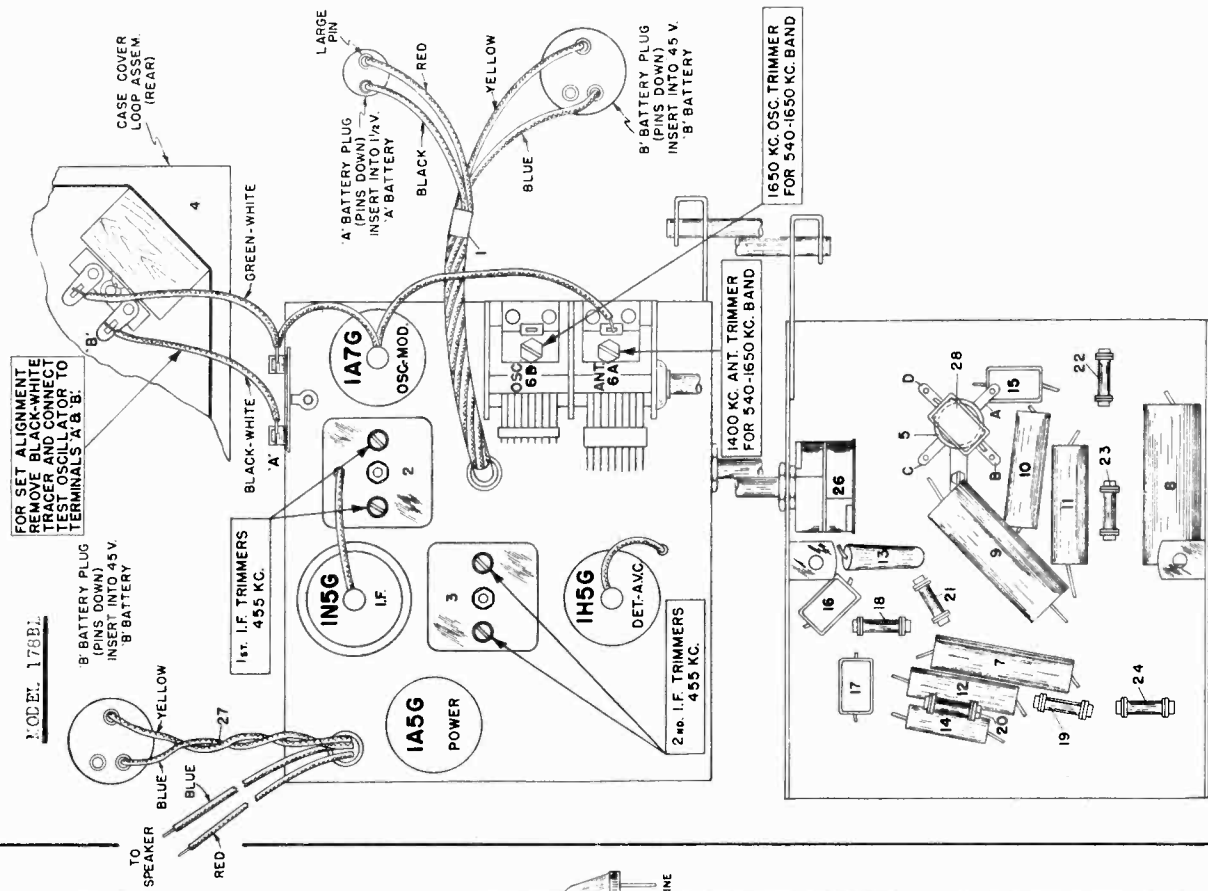 MODEL 178BL
FOR SET ALIGNMENT
REMOVE BLACK-WHITE
TRACER AND CONNECT
TEST OSCILLATOR TO
TERMINALS 'A' & 'B'.
CASE COVER
LOOP ASSEM.
(REAR)
4
'B'
GREEN-WHITE
BLACK-WHITE
'A'
'B' BATTERY PLUG
(PINS DOWN)
INSERT INTO 45 V.
'B' BATTERY
YELLOW
27
BLUE
BLUE
TO
SPEAKER
RED
LARGE
PIN
RED
'A' BATTERY PLUG
(PINS DOWN)
INSERT INTO 1 1/2 V.
'A' BATTERY
BLACK
YELLOW
BLUE
B' BATTERY PLUG
(PINS DOWN)
INSERT INTO 45 V.
'B' BATTERY
1
1ST. I.F. TRIMMERS
455 KC.
1A7G
OSC-MOD.
2
1N5G
I.F.
3
1A5G
POWER
1H5G
DET.-A.V.C.
OSC
6B
ANT.
6A
1650 KC. OSC. TRIMMER
FOR 540-1650 KC. BAND
1400 KC. ANT. TRIMMER
FOR 540-1650 KC. BAND
2 ND. I.F. TRIMMERS
455 KC.
26
D
28
15
22
5
A
C
B
10
23
11
8
9
13
16
21
18
7
17
12
14
20
19
24
INE